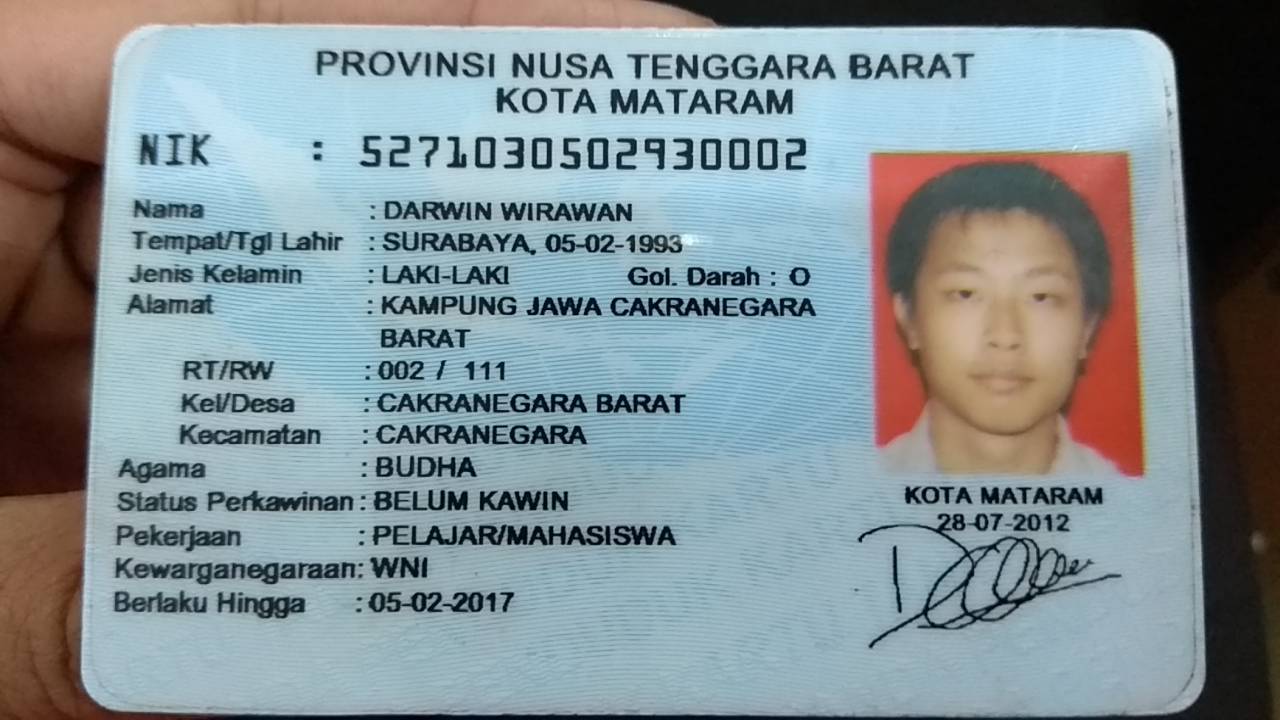 PROVINSI NUSA TENGGARA BARAT
KOTA MATARAM
NIK : 5271030502930002
Nama : DARWIN WIRAWAN
Tempat/Tgl Lahir : SURABAYA, 05-02-1993
Jenis Kelamin : LAKI-LAKI Gol. Darah : O
Alamat : KAMPUNG JAWA CAKRANEGARA
BARAT
RT/RW : 002 / 111
Kel/Desa : CAKRANEGARA BARAT
Kecamatan : CAKRANEGARA
Agama : BUDHA
Status Perkawinan : BELUM KAWIN
Pekerjaan : PELAJAR/MAHASISWA
Kewarganegaraan: WNI
Berlaku Hingga : 05-02-2017
KOTA MATARAM
28-07-2012